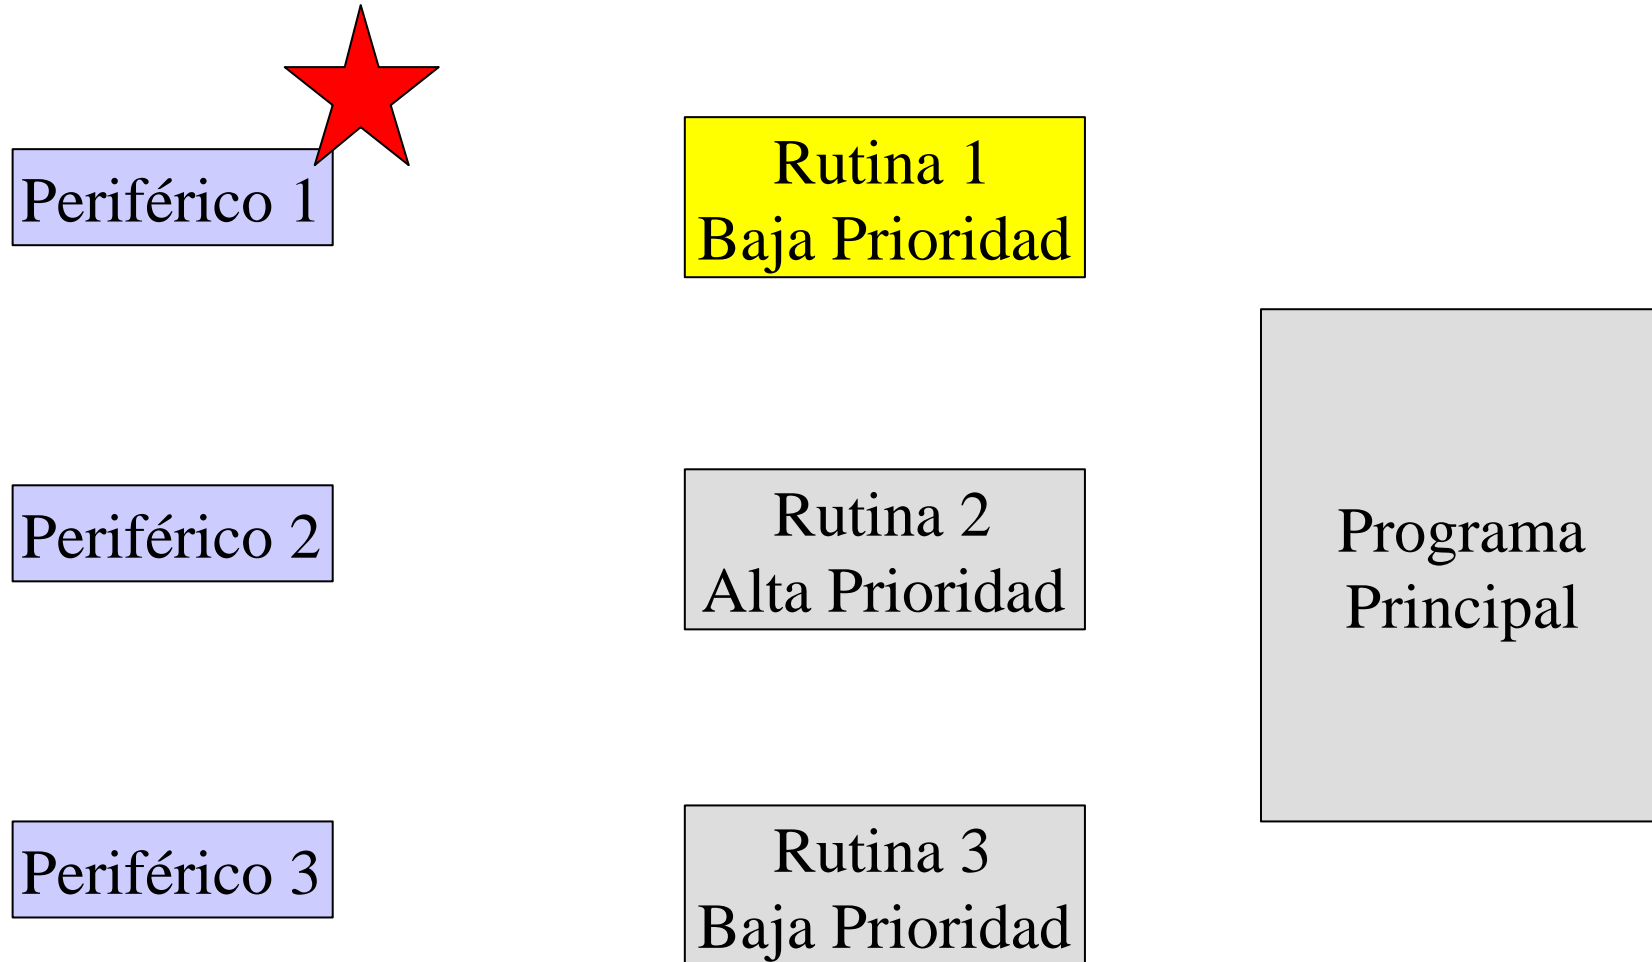 Periférico 1
Rutina 1
Baja Prioridad
Periférico 2
Rutina 2
Alta Prioridad
Programa
Principal
Periférico 3
Rutina 3
Baja Prioridad